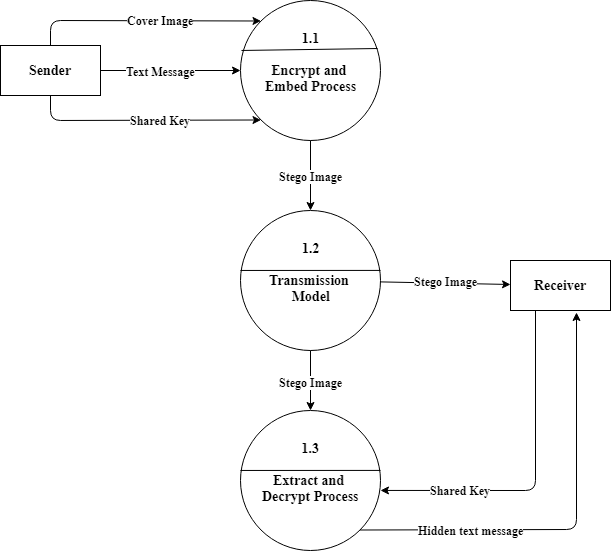 Cover Image
1.1
Sender
Text Message
Encrypt and
Embed Process
Shared Key
Stego Image
1.2
Transmission
Model
Stego Image
Receiver
Stego Image
1.3
Extract and
Decrypt Process
Shared Key
Hidden text message